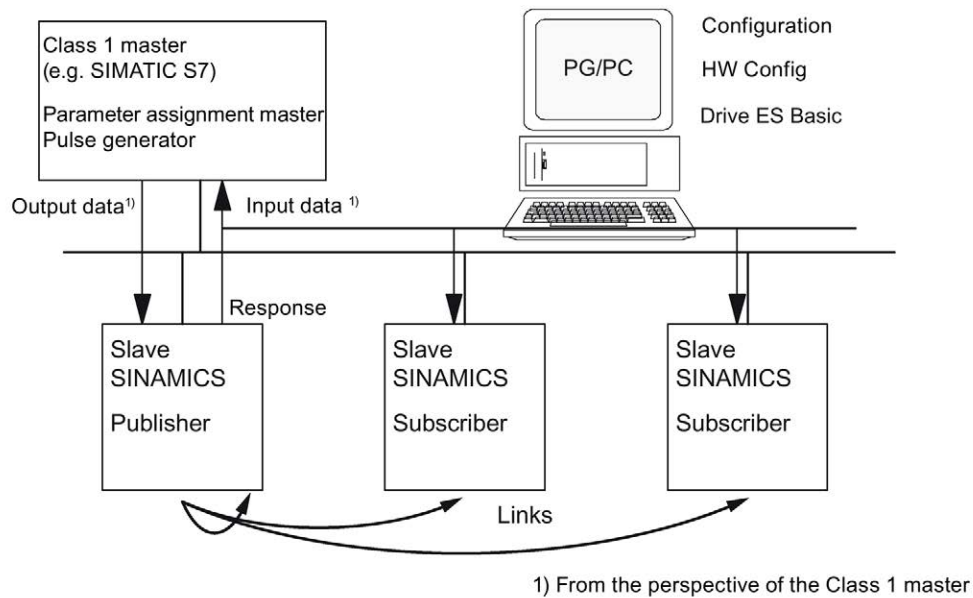 Class 1 master
(e.g. SIMATIC S7)
Parameter assignment master
Pulse generator
PG/PC
Configuration
HW Config
Drive ES Basic
Output data1)
Input data 1)
Response
Slave
SINAMICS
Publisher
Slave
SINAMICS
Subscriber
Slave
SINAMICS
Subscriber
Links
1) From the perspective of the Class 1 master